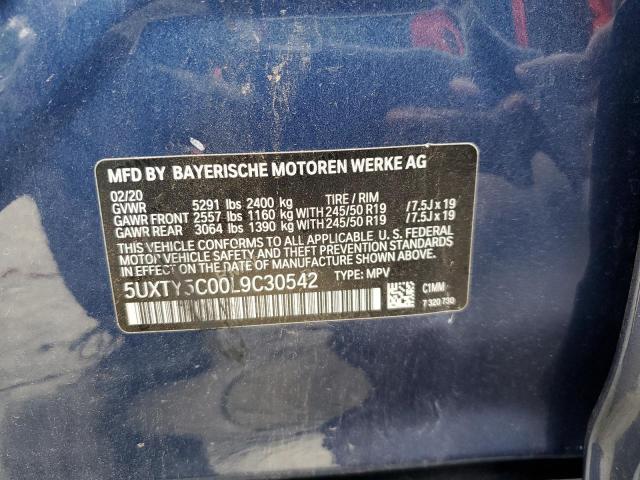 MFD BY BAYERISCHE MOTOREN WERKE AG
02/20
GVWR 5291 lbs 2400 kg TIRE / RIM
GAWR FRONT 2557 lbs 1160 kg WITH 245/50 R19 /7.5J x 19
GAWR REAR 3064 lbs 1390 kg WITH 245/50 R19 /7.5J x 19
THIS VEHICLE CONFORMS TO ALL APPLICABLE U. S. FEDERAL
MOTOR VEHICLE SAFETY AND THEFT PREVENTION STANDARDS
IN EFFECT ON THE DATE OF MANUFACTURE SHOWN ABOVE.
5UXTY5C00L9C30542 TYPE: MPV
C1MM
7 320 730